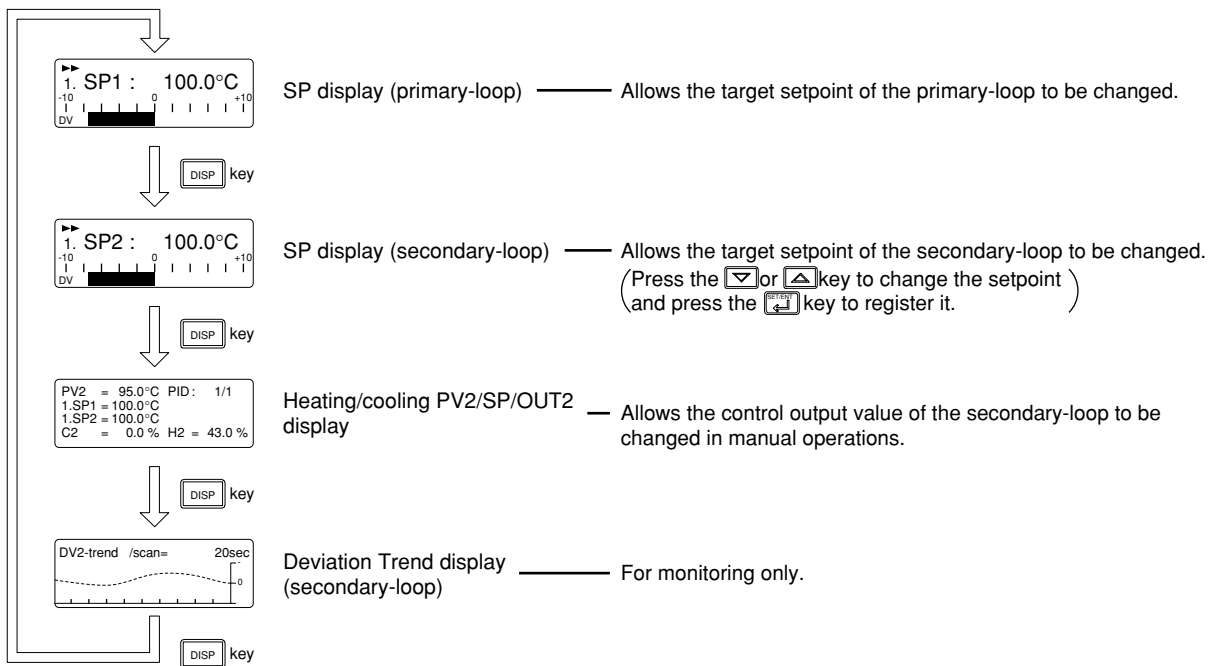 ▶▶
1. SP1 : 100.0°C
-10 0 +10
DV
SP display (primary-loop)
Allows the target setpoint of the primary-loop to be changed.
DISP key
▶▶
1. SP2 : 100.0°C
-10 0 +10
DV
SP display (secondary-loop)
Allows the target setpoint of the secondary-loop to be changed.
(Press the ▽ or △ key to change the setpoint
and press the SET/ENT key to register it. )
DISP key
PV2 = 95.0°C PID: 1/1
1.SP1 = 100.0°C
1.SP2 = 100.0°C
C2 = 0.0 % H2 = 43.0 %
Heating/cooling PV2/SP/OUT2
display
Allows the control output value of the secondary-loop to be
changed in manual operations.
DISP key
DV2-trend /scan= 20sec
0
Deviation Trend display
(secondary-loop)
For monitoring only.
DISP key